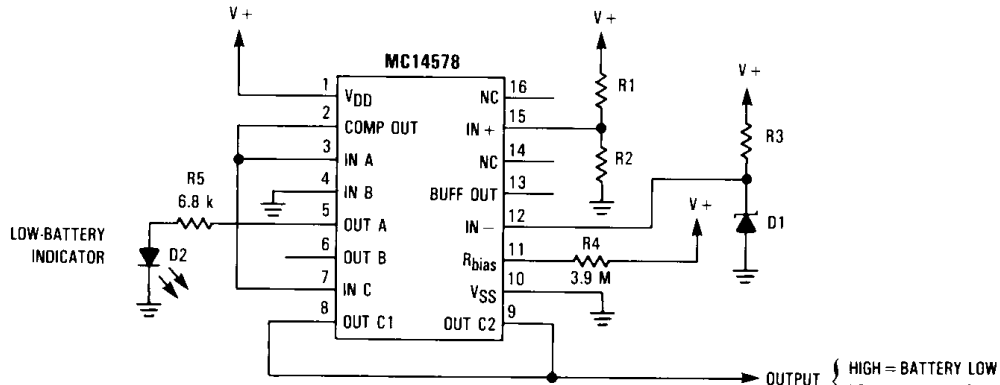 V+
V+
MC14578
V+
1
VDD
NC
16
R1
2
COMP OUT
IN+
15
R3
3
IN A
NC
14
R2
4
IN B
BUFF OUT
13
V+
R5
6.8 k
5
OUT A
IN−
12
D1
LOW-BATTERY
INDICATOR
D2
6
OUT B
Rbias
11
R4
3.9 M
7
IN C
VSS
10
8
OUT C1
OUT C2
9
OUTPUT { HIGH = BATTERY LOW